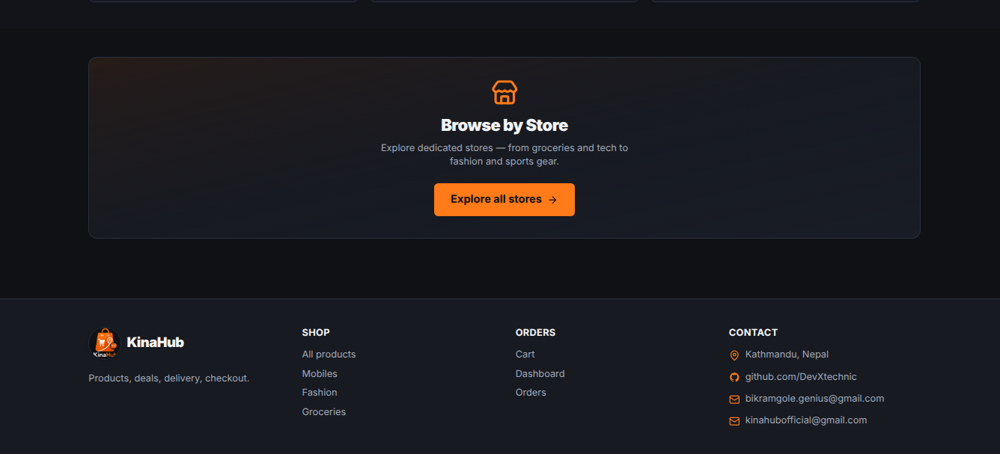 Browse by Store
Explore dedicated stores — from groceries and tech to
fashion and sports gear.
Explore all stores →
KinaHub
KinaHub
Products, deals, delivery, checkout.
SHOP
All products
Mobiles
Fashion
Groceries
ORDERS
Cart
Dashboard
Orders
CONTACT
Kathmandu, Nepal
github.com/DevXtechnic
bikramgole.genius@gmail.com
kinahubofficial@gmail.com